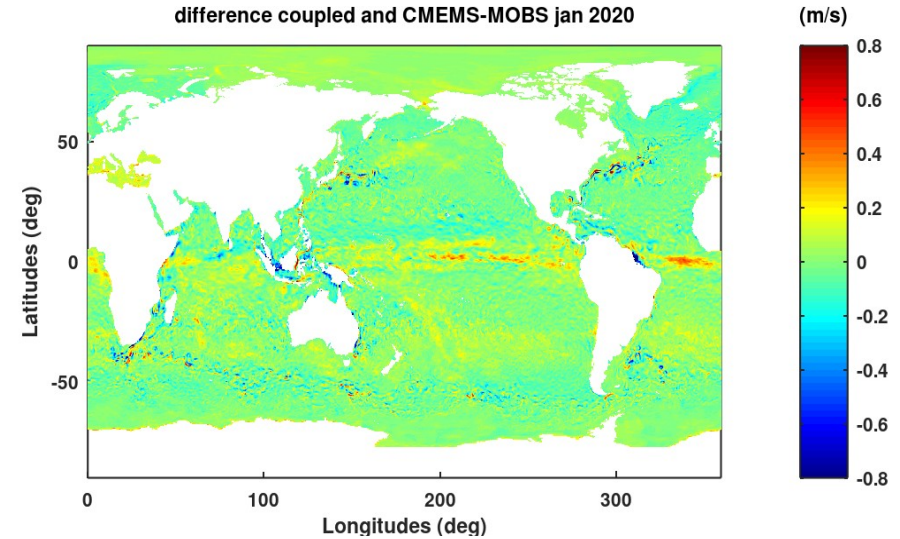 difference coupled and CMEMS-MOBS jan 2020
(m/s)
0.8
0.6
0.4
0.2
0
-0.2
-0.4
-0.6
-0.8
50
0
-50
Latitudes (deg)
0 100 200 300
Longitudes (deg)